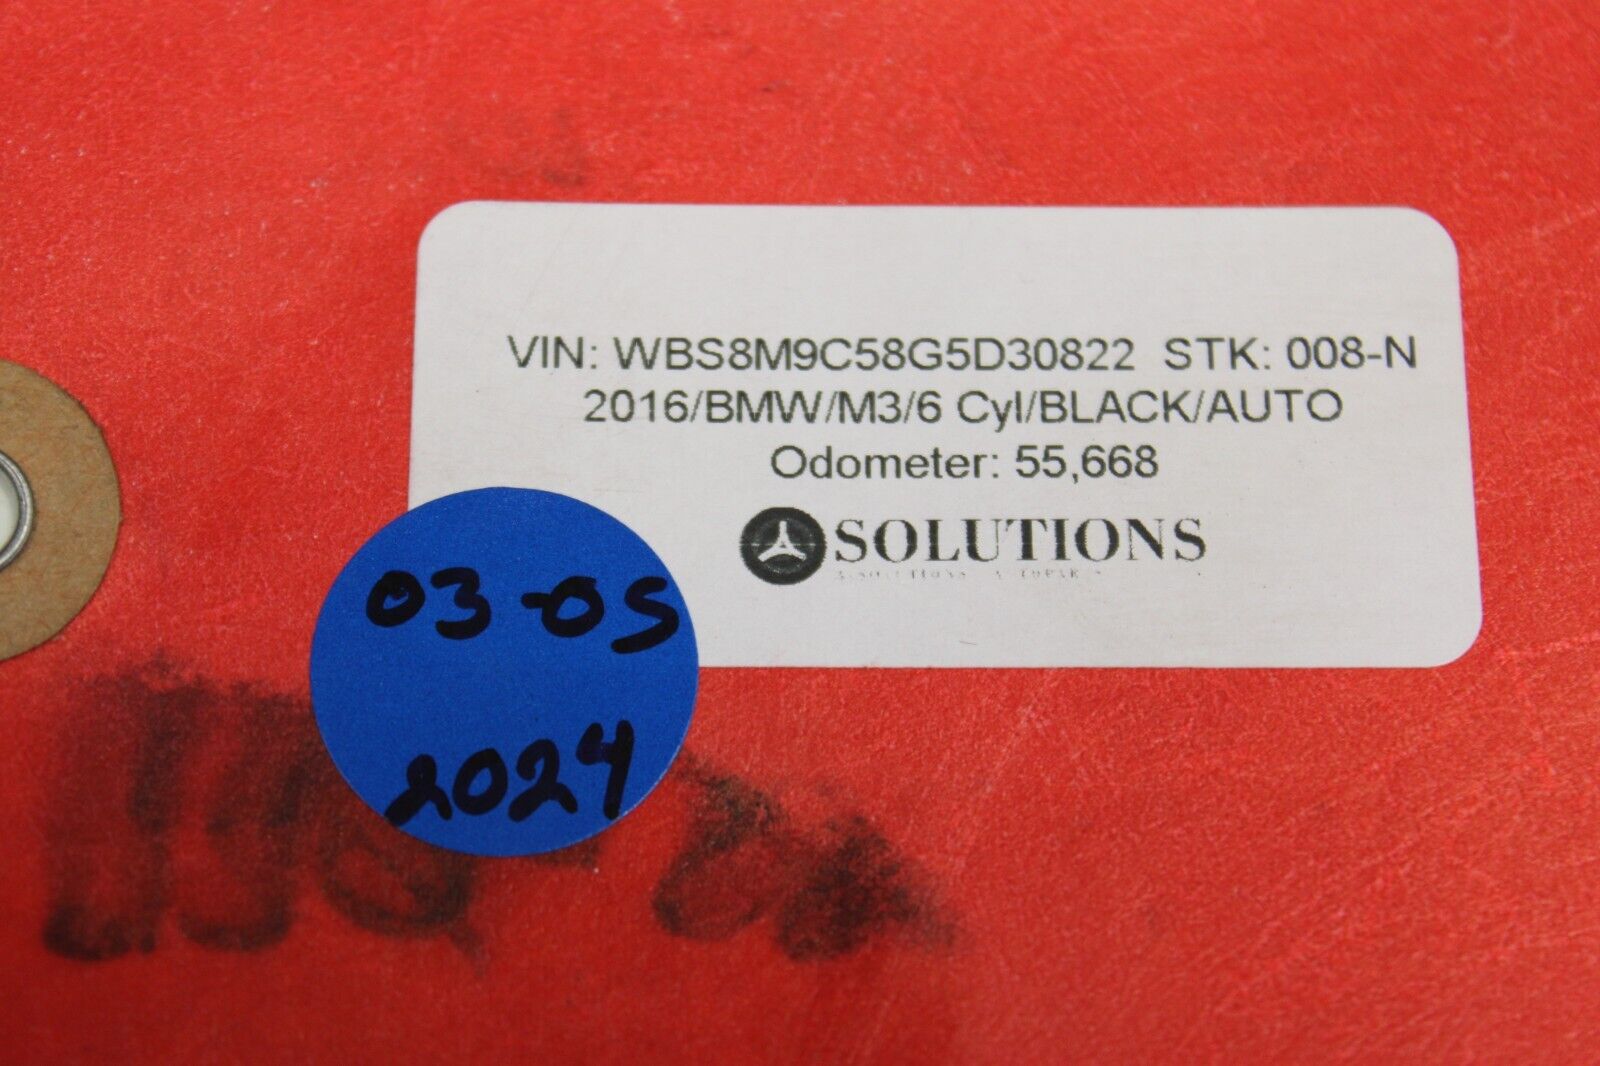 VIN: WBS8M9C58G5D30822 STK: 008-N
2016/BMW/M3/6 Cyl/BLACK/AUTO
Odometer: 55,668
SOLUTIONS
03-05
2024